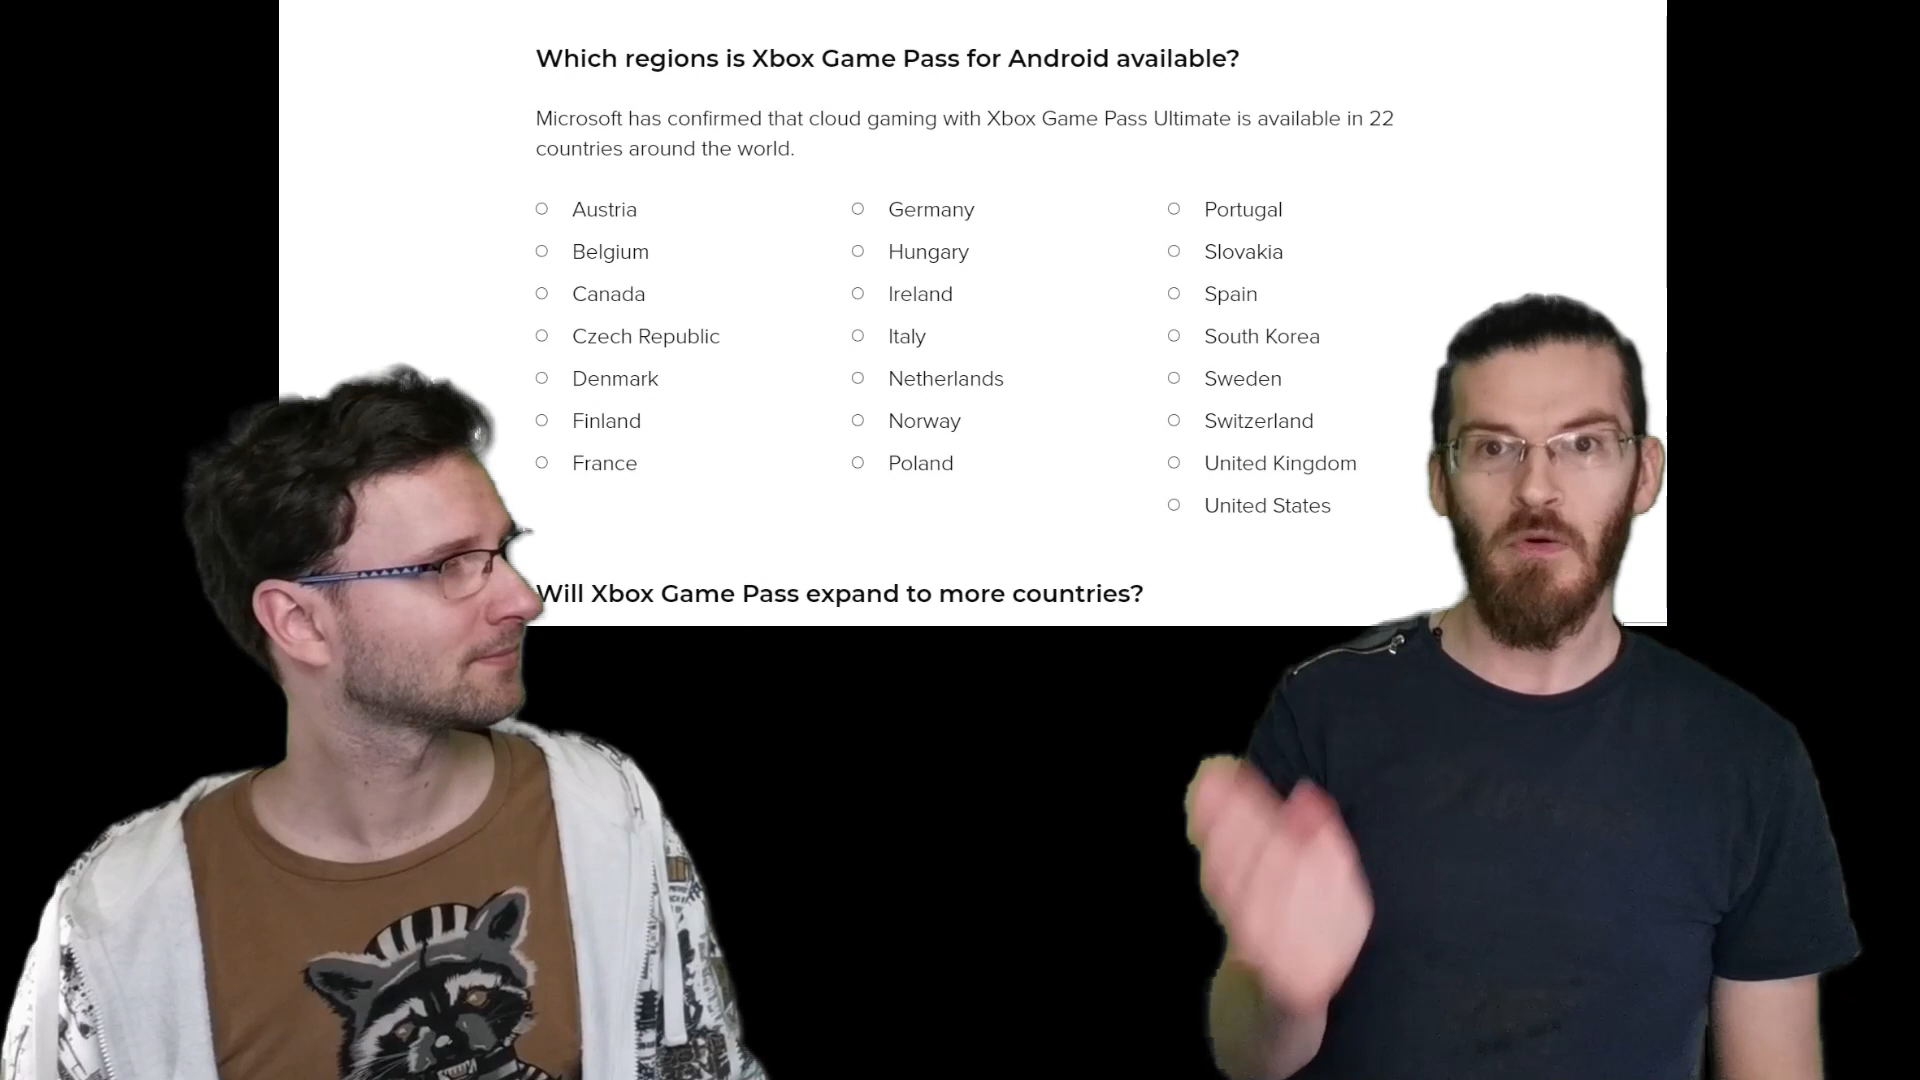 Which regions is Xbox Game Pass for Android available?
Microsoft has confirmed that cloud gaming with Xbox Game Pass Ultimate is available in 22
countries around the world.
Austria
Belgium
Canada
Czech Republic
Denmark
Finland
France
Germany
Hungary
Ireland
Italy
Netherlands
Norway
Poland
Portugal
Slovakia
Spain
South Korea
Sweden
Switzerland
United Kingdom
United States
Will Xbox Game Pass expand to more countries?